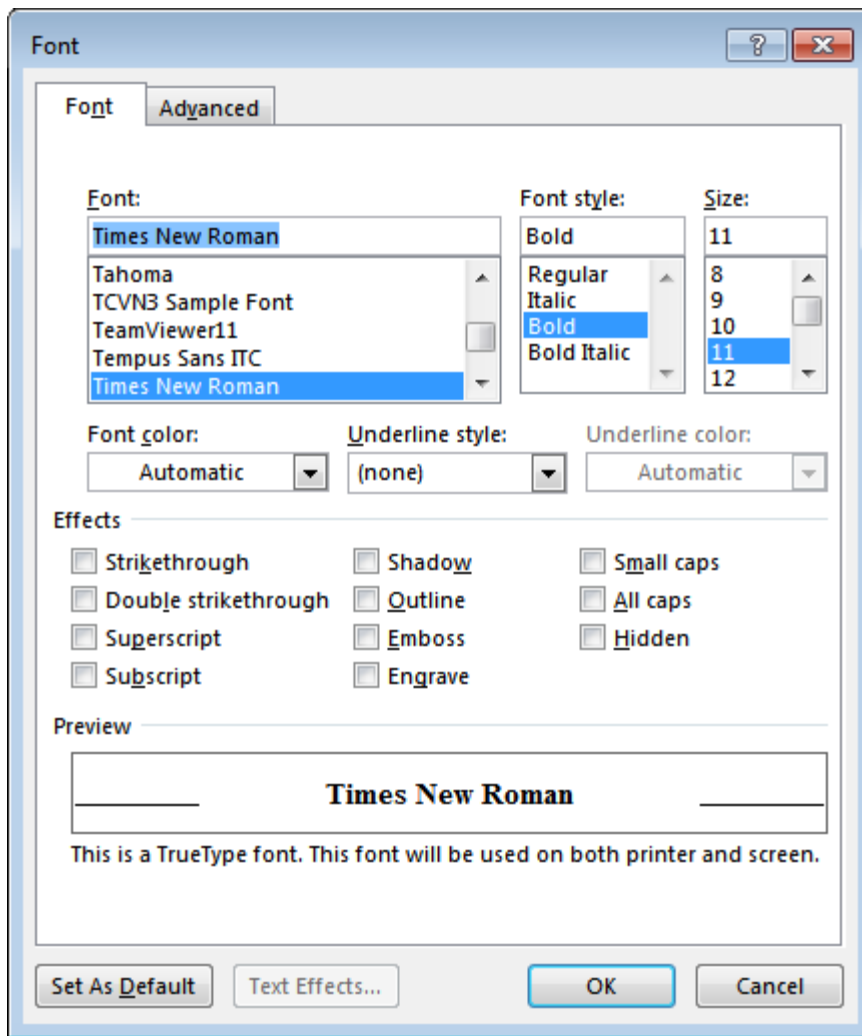 Font
Font Advanced
Font: Font style: Size:
Times New Roman Bold 11
Tahoma Regular 8
TCVN3 Sample Font Italic 9
TeamViewer11 Bold 10
Tempus Sans ITC Bold Italic 11
Times New Roman 12
Font color: Underline style: Underline color:
Automatic (none) Automatic
Effects
Strikethrough Shadow Small caps
Double strikethrough Outline All caps
Superscript Emboss Hidden
Subscript Engrave
Preview
Times New Roman
This is a TrueType font. This font will be used on both printer and screen.
Set As Default Text Effects... OK Cancel